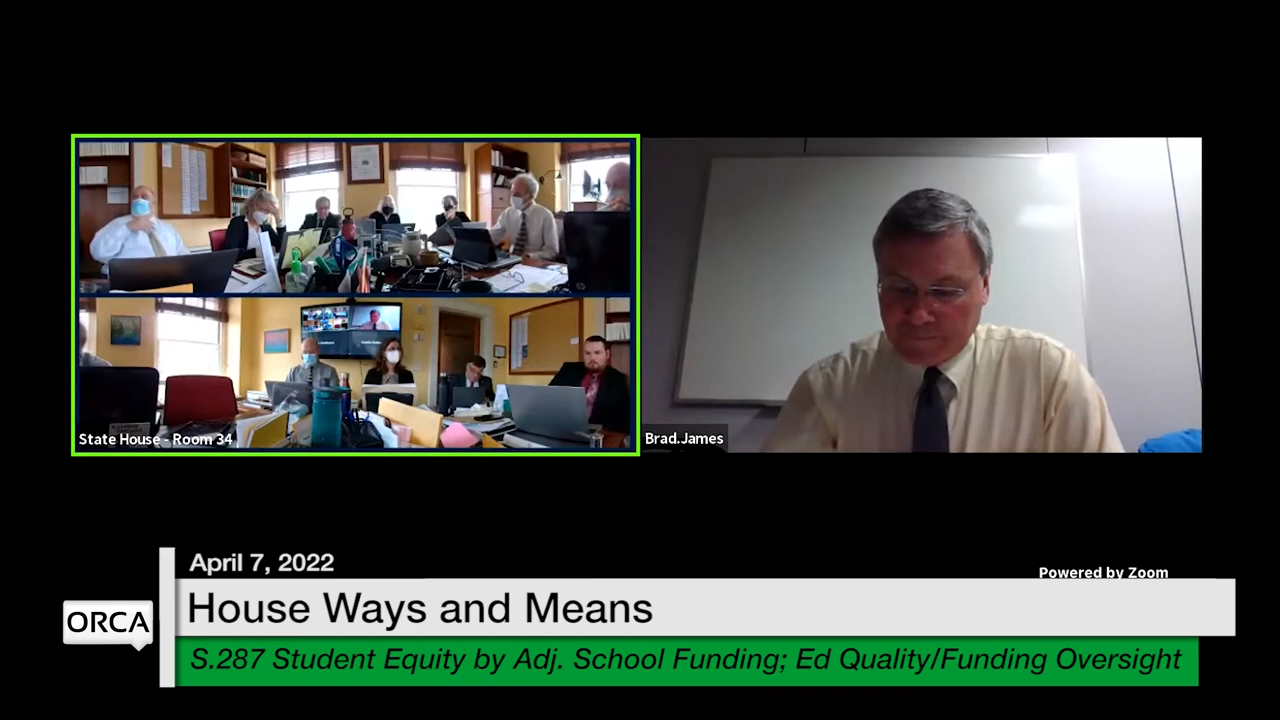 State House - Room 34
Brad.James
April 7, 2022
Powered by Zoom
House Ways and Means
ORCA
S.287 Student Equity by Adj. School Funding; Ed Quality/Funding Oversight